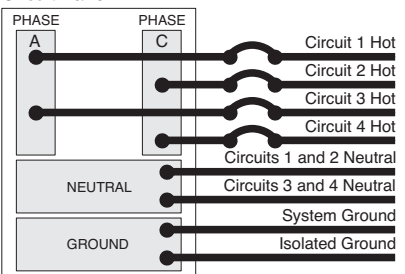 PHASE PHASE
A C
Circuit 1 Hot
Circuit 2 Hot
Circuit 3 Hot
Circuit 4 Hot
Circuits 1 and 2 Neutral
NEUTRAL
Circuits 3 and 4 Neutral
System Ground
GROUND
Isolated Ground